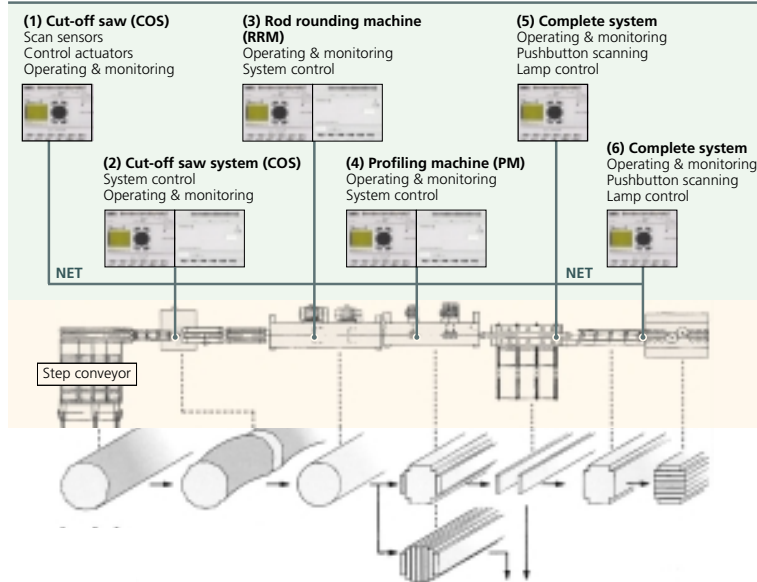 (1) Cut-off saw (COS)
Scan sensors
Control actuators
Operating & monitoring
(3) Rod rounding machine
(RRM)
Operating & monitoring
System control
(5) Complete system
Operating & monitoring
Pushbutton scanning
Lamp control
(2) Cut-off saw system (COS)
System control
Operating & monitoring
(4) Profiling machine (PM)
Operating & monitoring
System control
(6) Complete system
Operating & monitoring
Pushbutton scanning
Lamp control
NET
NET
Step conveyor